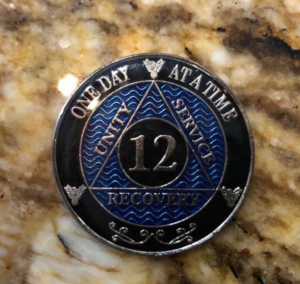 ONE DAY AT A TIME
UNITY
SERVICE
12
RECOVERY